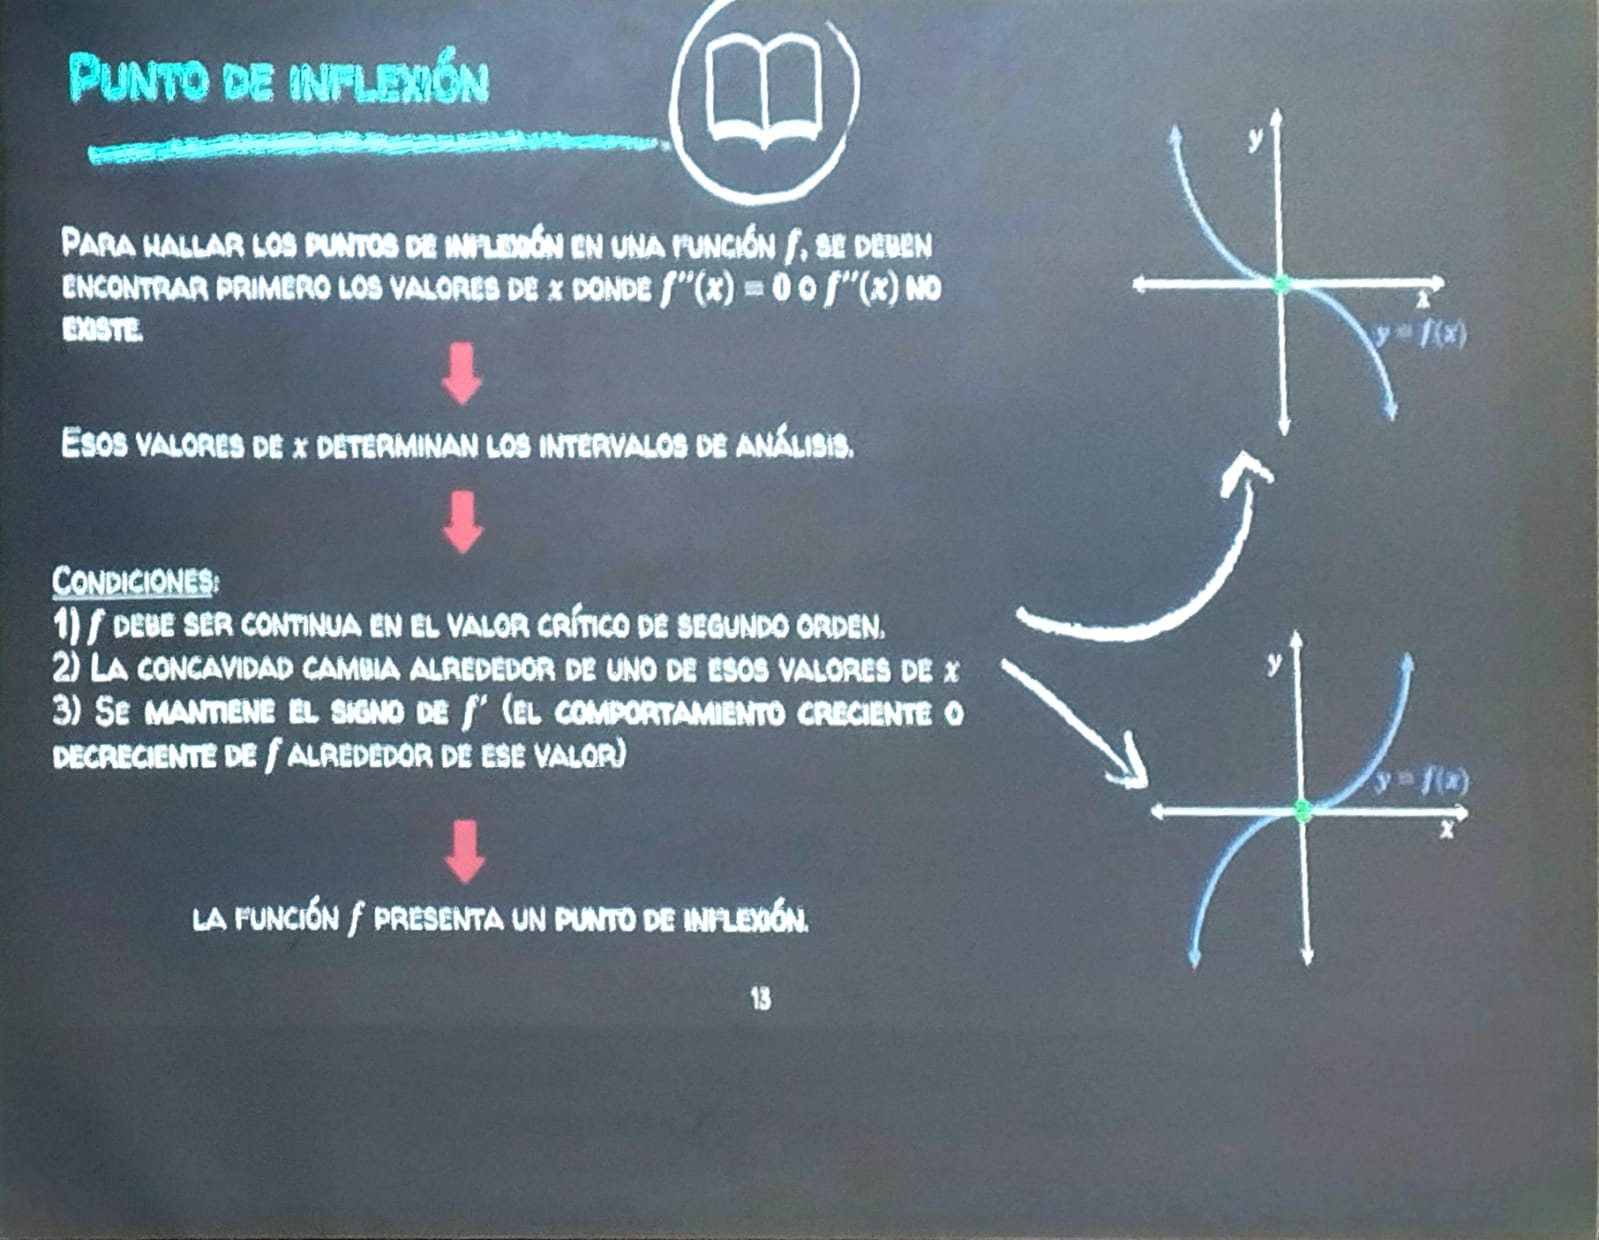 PUNTO DE INFLEXIÓN
PARA HALLAR LOS PUNTOS DE INFLEXIÓN EN UNA FUNCIÓN f, SE DEBEN
ENCONTRAR PRIMERO LOS VALORES DE x DONDE f''(x) = 0 O f''(x) NO
EXISTE.
ESOS VALORES DE x DETERMINAN LOS INTERVALOS DE ANÁLISIS.
CONDICIONES:
1) f DEBE SER CONTINUA EN EL VALOR CRÍTICO DE SEGUNDO ORDEN.
2) LA CONCAVIDAD CAMBIA ALREDEDOR DE UNO DE ESOS VALORES DE x
3) SE MANTIENE EL SIGNO DE f' (EL COMPORTAMIENTO CRECIENTE O
DECRECIENTE DE f ALREDEDOR DE ESE VALOR)
LA FUNCIÓN f PRESENTA UN PUNTO DE INFLEXIÓN.
13
y
x
y = f(x)
y
y = f(x)
x